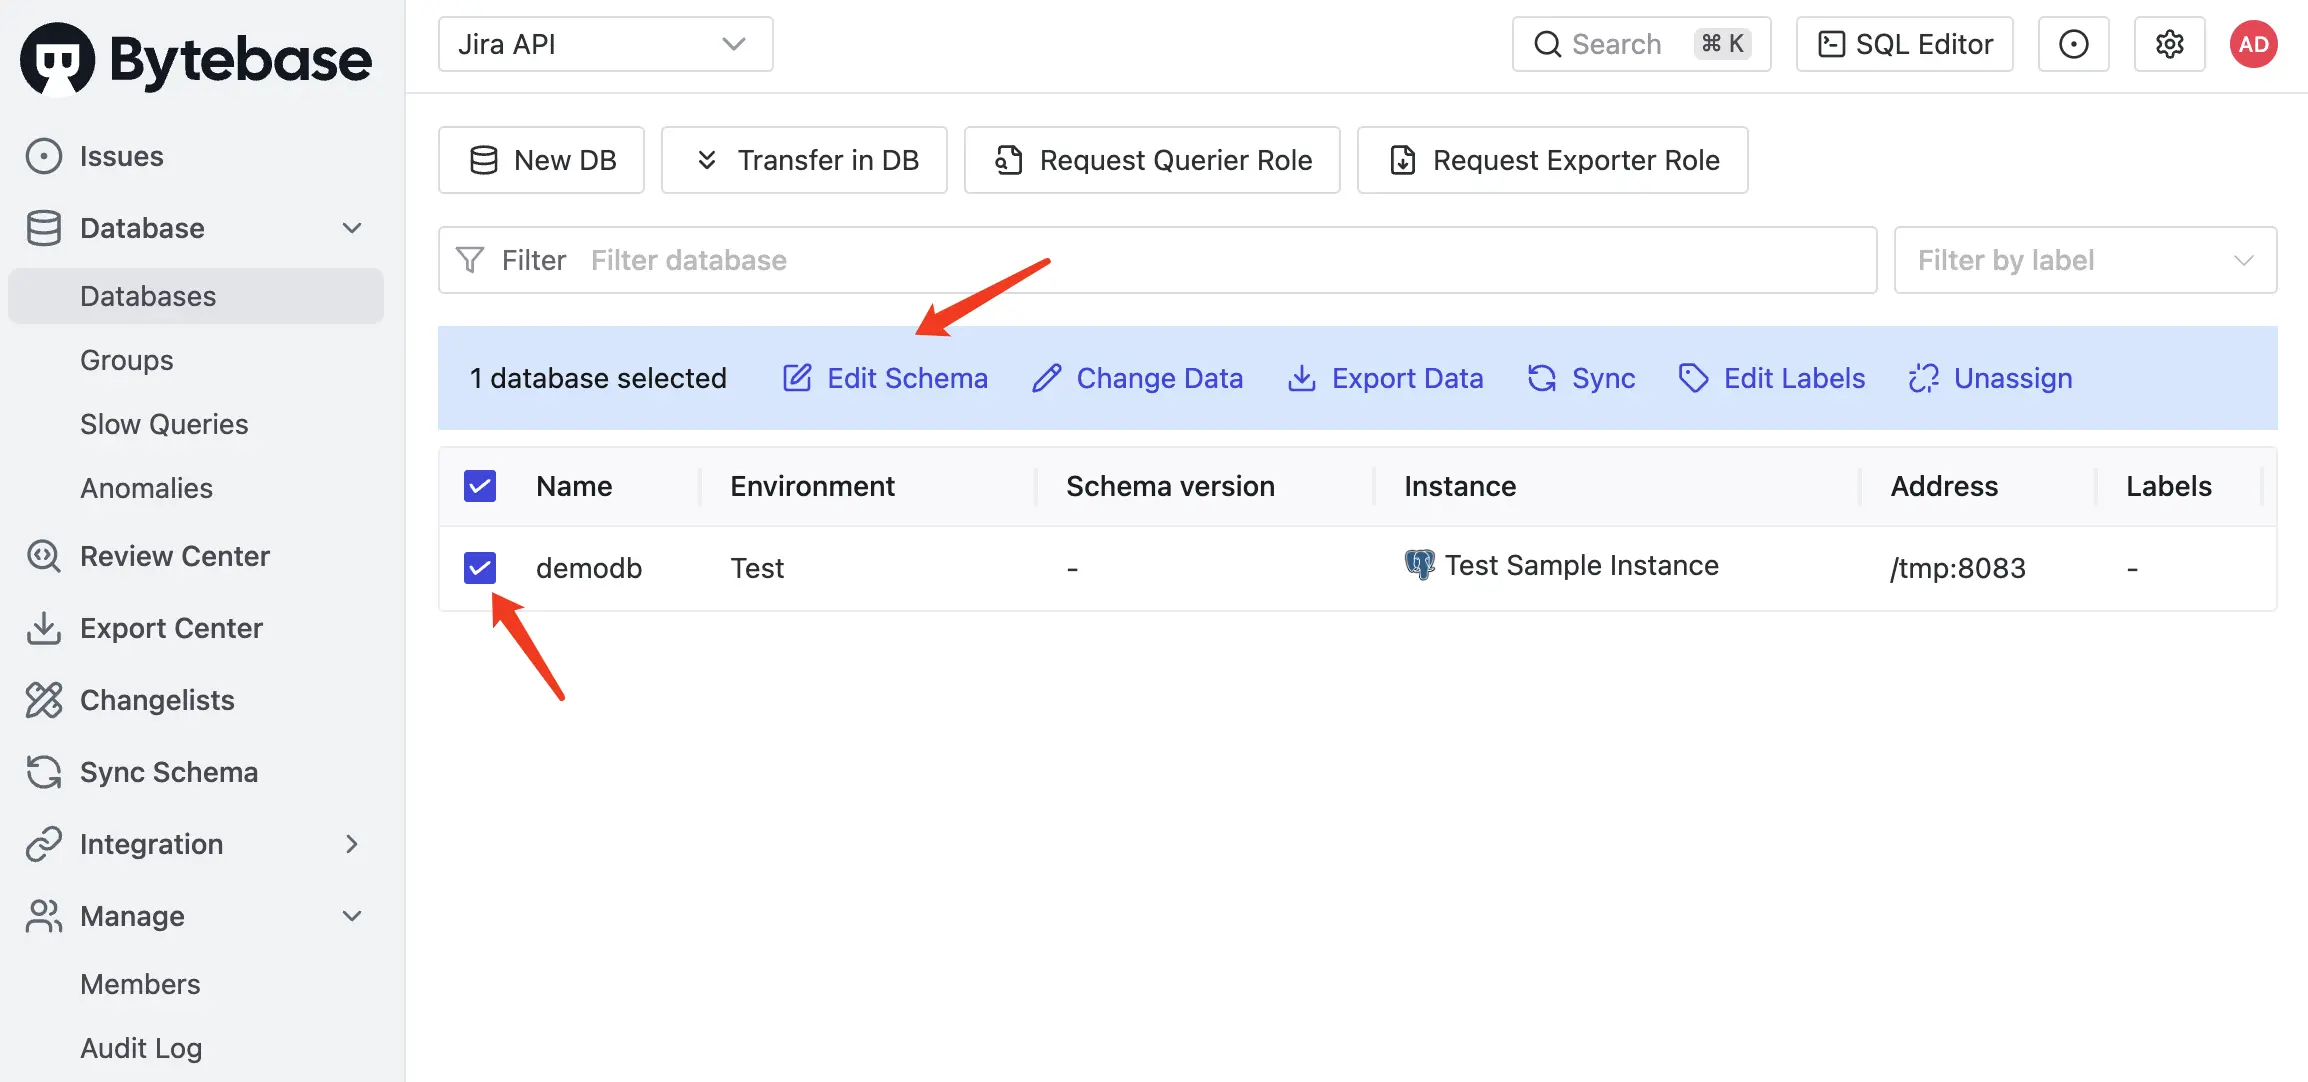 Bytebase
Issues
Database
Databases
Groups
Slow Queries
Anomalies
Review Center
Export Center
Changelists
Sync Schema
Integration
Manage
Members
Audit Log
Jira API
Search ⌘ K
SQL Editor
AD
New DB
Transfer in DB
Request Querier Role
Request Exporter Role
Filter Filter database
Filter by label
1 database selected Edit Schema Change Data Export Data Sync Edit Labels Unassign
Name Environment Schema version Instance Address Labels
demodb Test - Test Sample Instance /tmp:8083 -